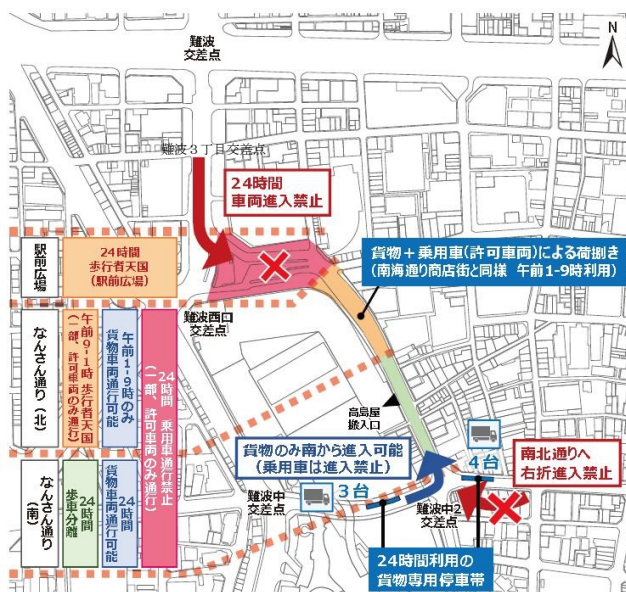 N
難波
交差点
難波3丁目交差点
24時間
車両進入禁止
駅前広場
24時間
歩行者天国
(駅前広場)
貨物+乗用車(許可車両)による荷捌き
(南海通り商店街と同様 午前1-9時利用)
難波西口
交差点
なんさん通り(北)
午前9-1時 歩行者天国
(一部、許可車両のみ通行)
午前1-9時のみ
貨物車両通行可能
24時間 乗用車通行禁止
(一部、許可車両のみ通行)
高島屋
搬入口
貨物のみ南から進入可能
(乗用車は進入禁止)
4台
南北通りへ
右折進入禁止
なんさん通り
(南)
24時間
歩車分離
24時間
貨物車両通行可能
難波中
交差点
3台
難波中2
交差点
24時間利用の
貨物専用停車帯